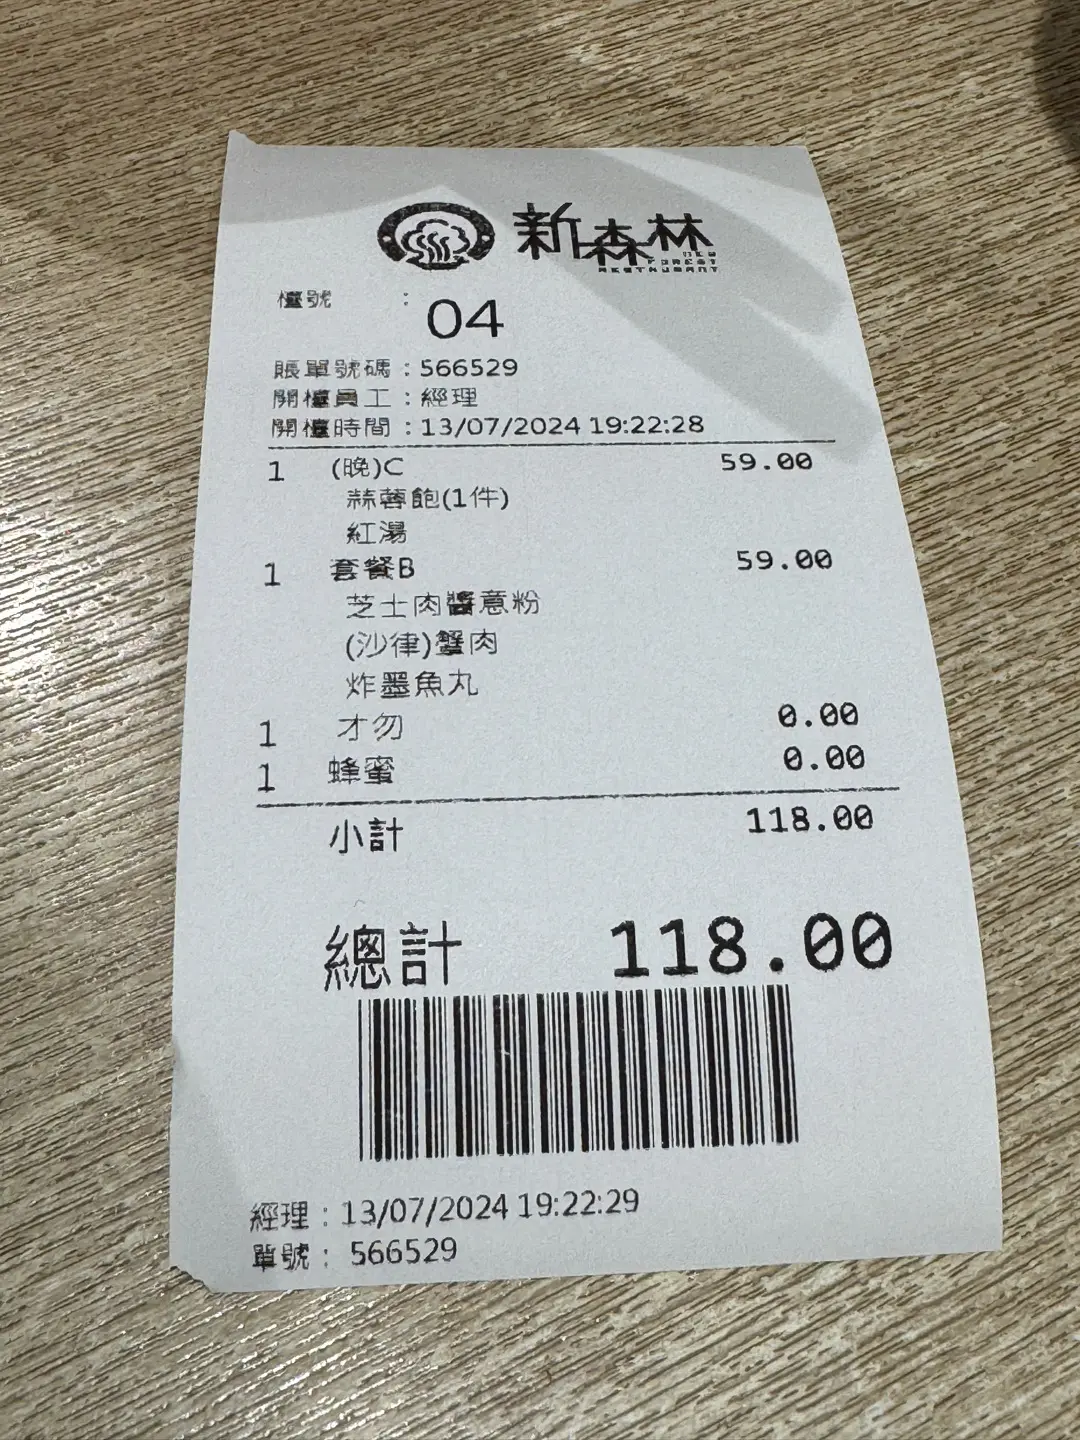 新森林
NEW
FOREST
RESTAURANT
檯號 : 04
賬單號碼 : 566529
開檯員工 : 經理
開檯時間 : 13/07/2024 19:22:28
1 (晚)C 59.00
蒜蓉飽(1件)
紅湯
1 套餐B 59.00
芝士肉醬意粉
(沙律)蟹肉
炸墨魚丸
1 才勿 0.00
1 蜂蜜 0.00
小計 118.00
總計 118.00
經理 : 13/07/2024 19:22:29
單號 : 566529